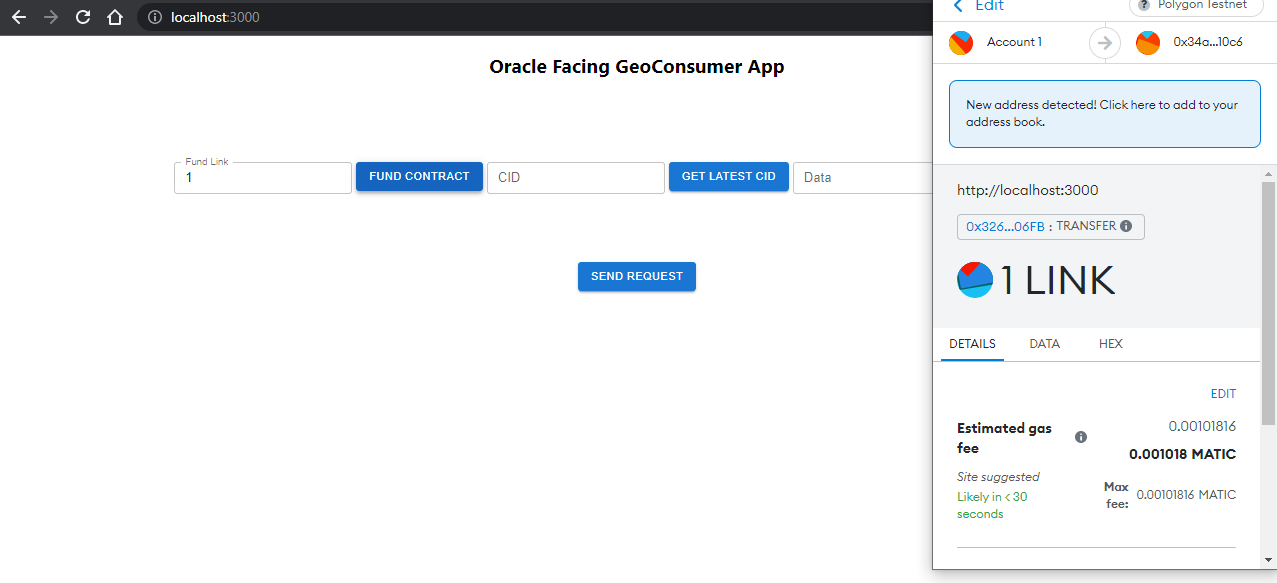 localhost:3000
Oracle Facing GeoConsumer App
Fund Link
1
FUND CONTRACT
CID
GET LATEST CID
Data
SEND REQUEST
Edit
Polygon Testnet
Account 1
0x34a...10c6
New address detected! Click here to add to your
address book.
http://localhost:3000
0x326...06FB : TRANSFER
1 LINK
DETAILS DATA HEX
EDIT
Estimated gas
fee
0.00101816
0.001018 MATIC
Site suggested
Likely in < 30
seconds
Max
fee:
0.00101816 MATIC